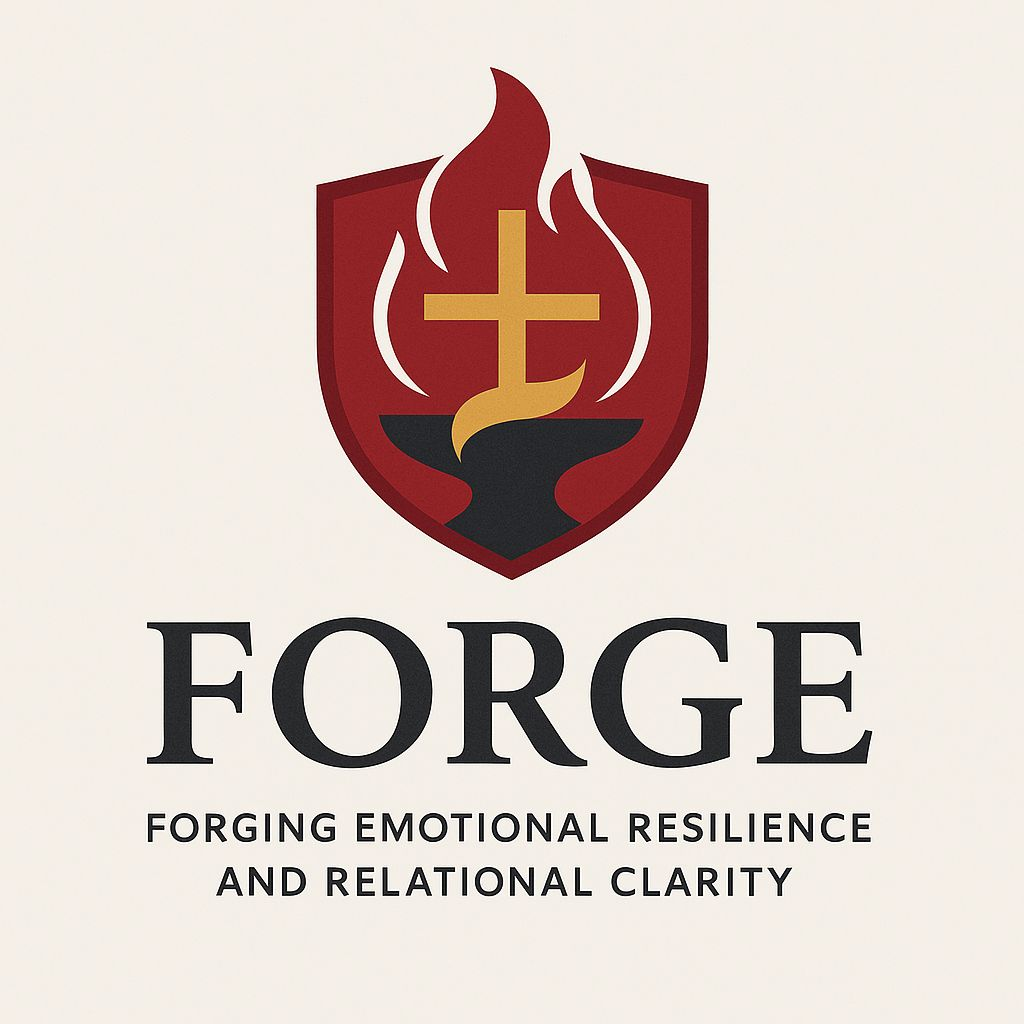 FORGE
FORGING EMOTIONAL RESILIENCE
AND RELATIONAL CLARITY